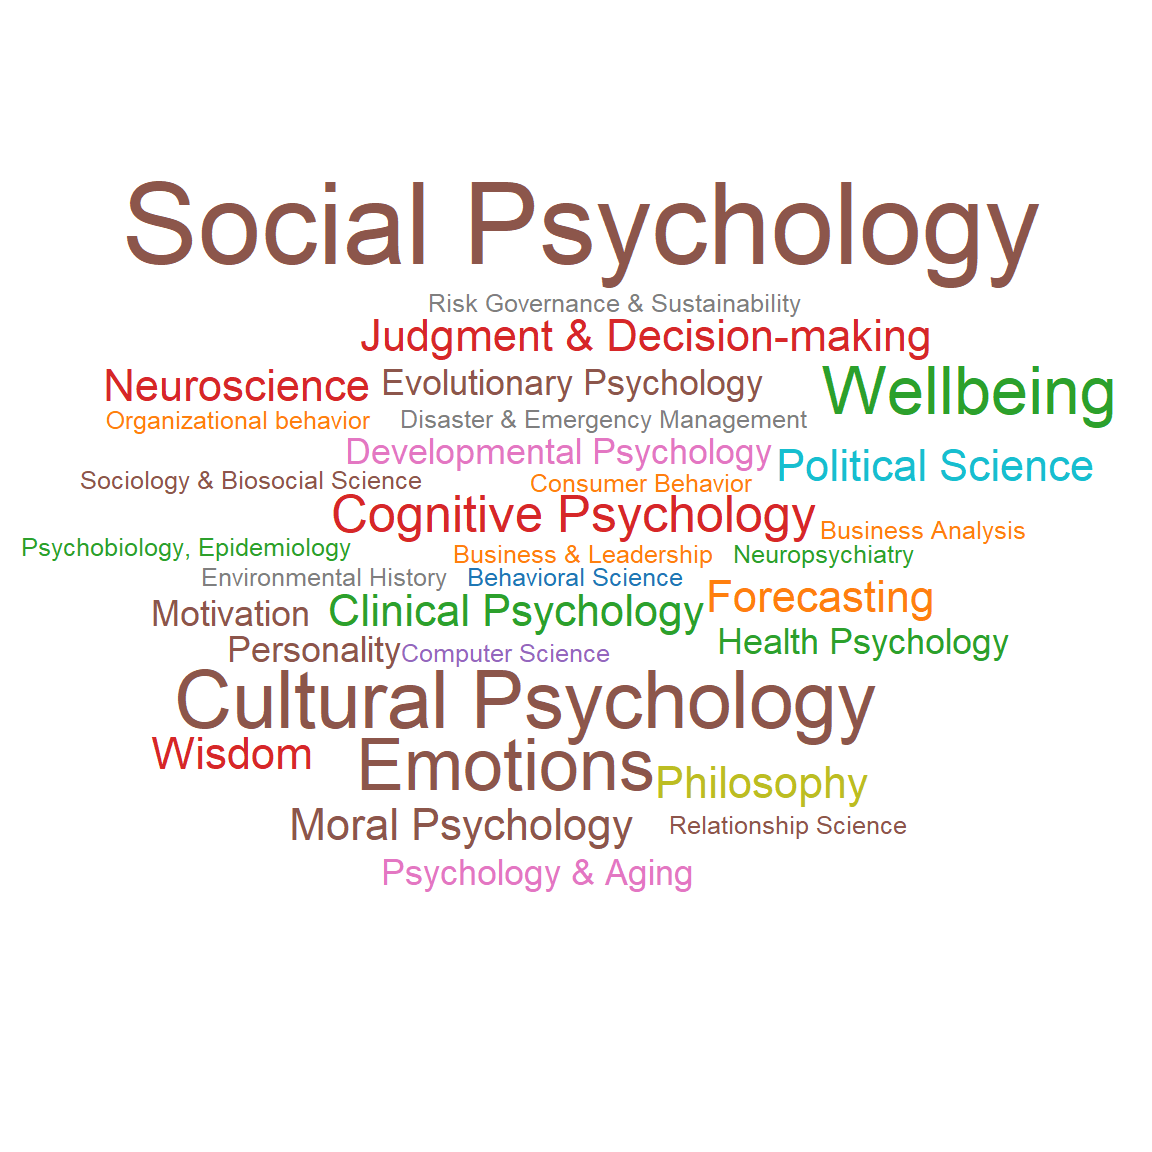 Social Psychology
Risk Governance & Sustainability
Judgment & Decision-making
Neuroscience
Evolutionary Psychology
Wellbeing
Organizational behavior
Disaster & Emergency Management
Developmental Psychology
Political Science
Sociology & Biosocial Science
Consumer Behavior
Cognitive Psychology
Business Analysis
Psychobiology, Epidemiology
Business & Leadership
Neuropsychiatry
Environmental History
Behavioral Science
Motivation
Clinical Psychology
Forecasting
Health Psychology
Personality
Computer Science
Cultural Psychology
Wisdom
Emotions
Philosophy
Moral Psychology
Relationship Science
Psychology & Aging